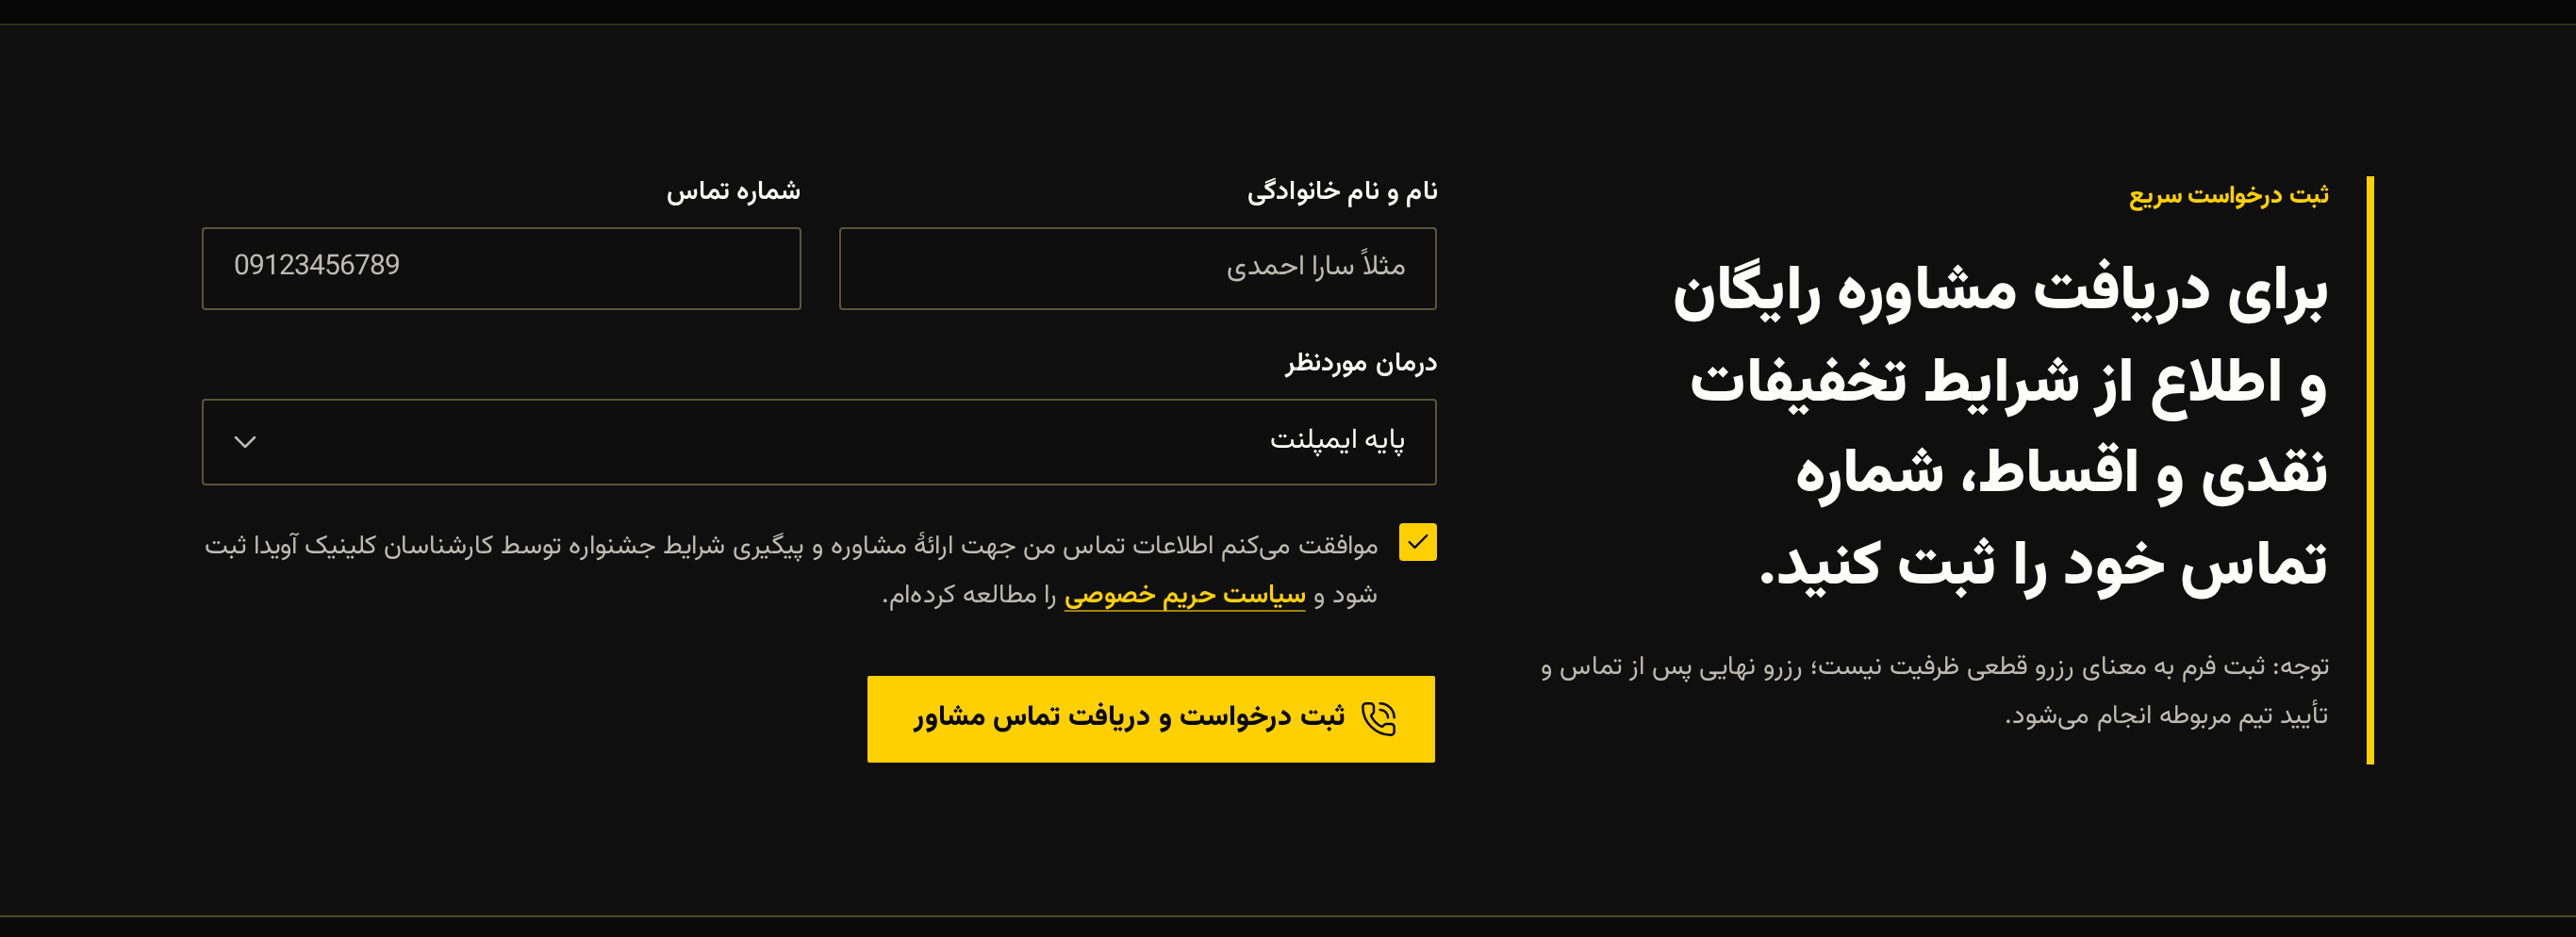 ثبت درخواست سریع
برای دریافت مشاوره رایگان
و اطلاع از شرایط تخفیفات
نقدی و اقساط، شماره
تماس خود را ثبت کنید.
توجه: ثبت فرم به معنای رزرو قطعی ظرفیت نیست؛ رزرو نهایی پس از تماس و
تأیید تیم مربوطه انجام می‌شود.
نام و نام خانوادگی
مثلاً سارا احمدی
شماره تماس
09123456789
درمان موردنظر
پایه ایمپلنت
موافقت می‌کنم اطلاعات تماس من جهت ارائهٔ مشاوره و پیگیری شرایط جشنواره توسط کارشناسان کلینیک آویدا ثبت
شود و سیاست حریم خصوصی را مطالعه کرده‌ام.
ثبت درخواست و دریافت تماس مشاور